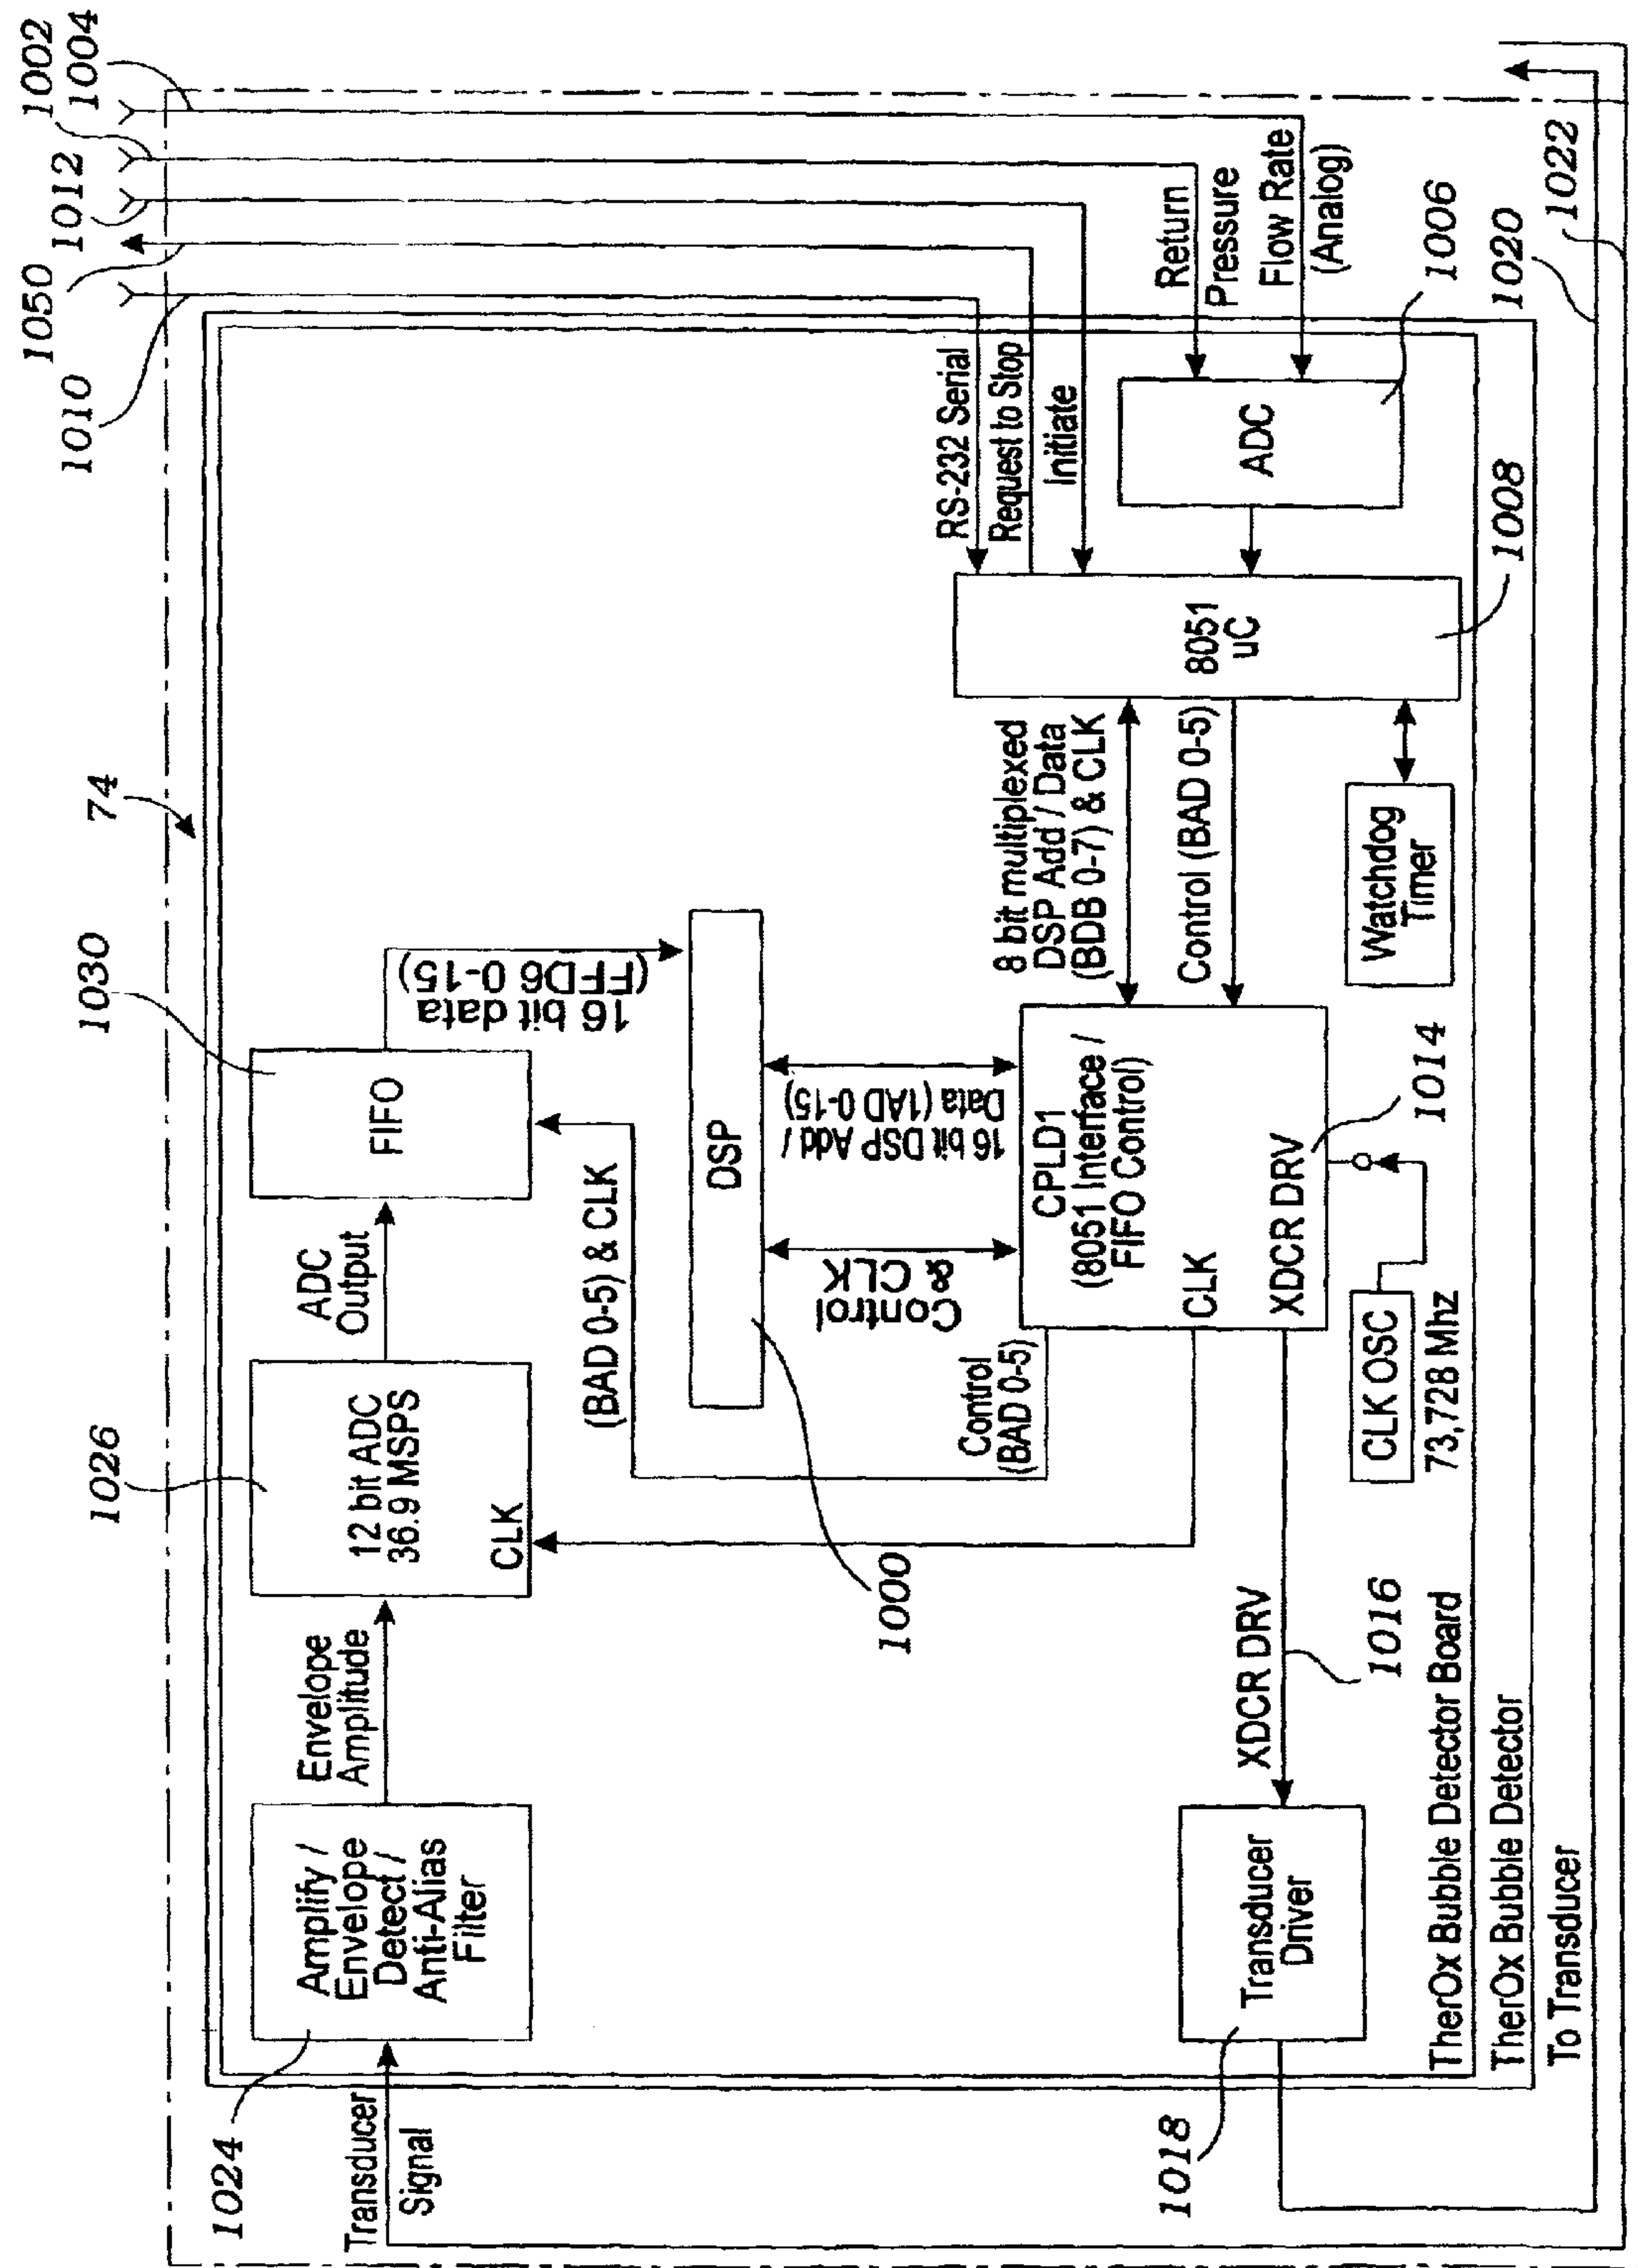 74
1002
1004
1012
1050
1010
1030
1026
1024
Transducer
Signal
Amplify /
Envelope
Detect /
Anti-Alias
Filter
Envelope
Amplitude
12 bit ADC
36.9 MSPS
CLK
ADC
Output
FIFO
16 bit data
(FFD6 0-15)
(BAD 0-5) & CLK
DSP
1000
Control
& CLK
16 bit DSP Add /
Data (1AD 0-15)
Control
(BAD 0-5)
CPLD1
(8051 Interface /
FIFO Control)
CLK
XDCR DRV
1014
8 bit multiplexed
DSP Add / Data
(BDB 0-7) & CLK
Control (BAD 0-5)
RS-232 Serial
Request to Stop
Initiate
Return
Pressure
Flow Rate
(Analog)
ADC
1006
8051
uC
1008
Watchdog
Timer
CLK OSC
73,728 Mhz
XDCR DRV
1016
Transducer
Driver
1018
TherOx Bubble Detector Board
TherOx Bubble Detector
To Transducer
1020
1022